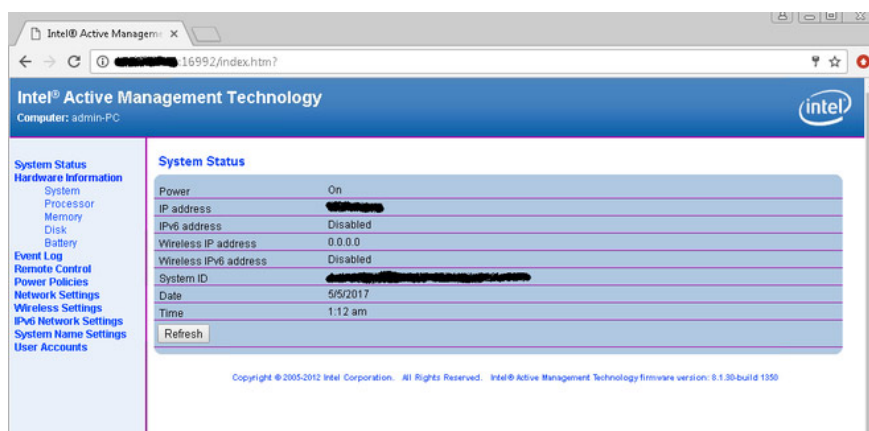 Intel® Active Managem
:16992/index.htm?
Intel® Active Management Technology
Computer: admin-PC
intel
System Status
Hardware Information
System
Processor
Memory
Disk
Battery
Event Log
Remote Control
Power Policies
Network Settings
Wireless Settings
IPv6 Network Settings
System Name Settings
User Accounts
System Status
Power On
IP address
IPv6 address Disabled
Wireless IP address 0.0.0.0
Wireless IPv6 address Disabled
System ID
Date 5/5/2017
Time 1:12 am
Refresh
Copyright © 2005-2012 Intel Corporation. All Rights Reserved. Intel® Active Management Technology firmware version: 8.1.30-build 1350